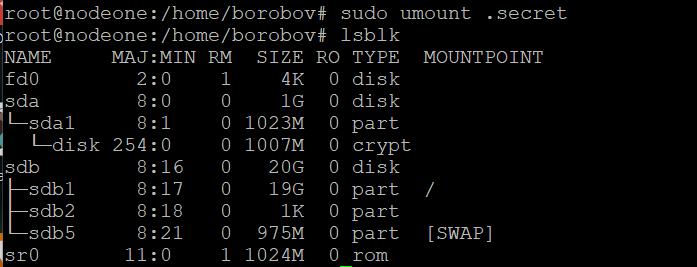 root@nodeone:/home/borobov# sudo umount .secret
root@nodeone:/home/borobov# lsblk
NAME     MAJ:MIN RM  SIZE RO TYPE  MOUNTPOINT
fd0        2:0    1    4K  0 disk
sda        8:0    0    1G  0 disk
└─sda1     8:1    0 1023M  0 part
  └─disk 254:0    0 1007M  0 crypt
sdb        8:16   0   20G  0 disk
├─sdb1     8:17   0   19G  0 part  /
├─sdb2     8:18   0    1K  0 part
└─sdb5     8:21   0  975M  0 part  [SWAP]
sr0       11:0    1 1024M  0 rom